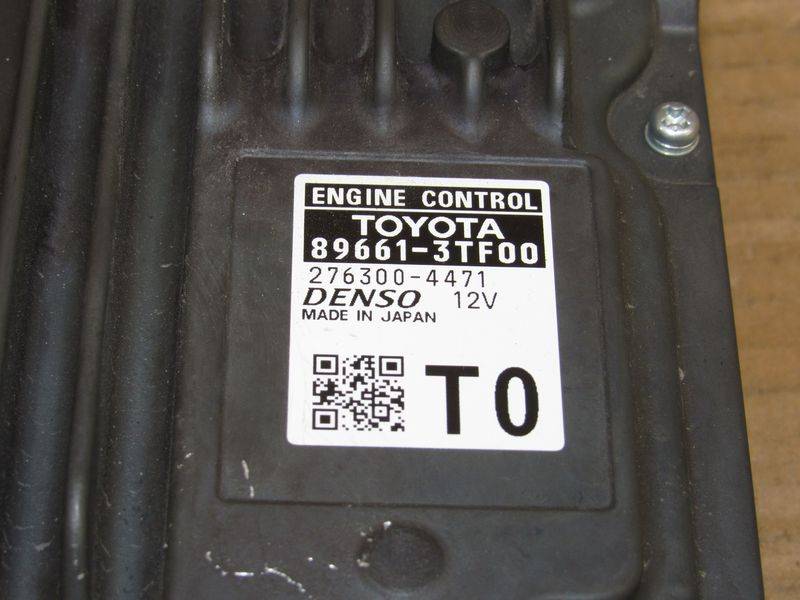 ENGINE CONTROL
TOYOTA
89661-3TF00
276300-4471
DENSO 12V
MADE IN JAPAN
T0